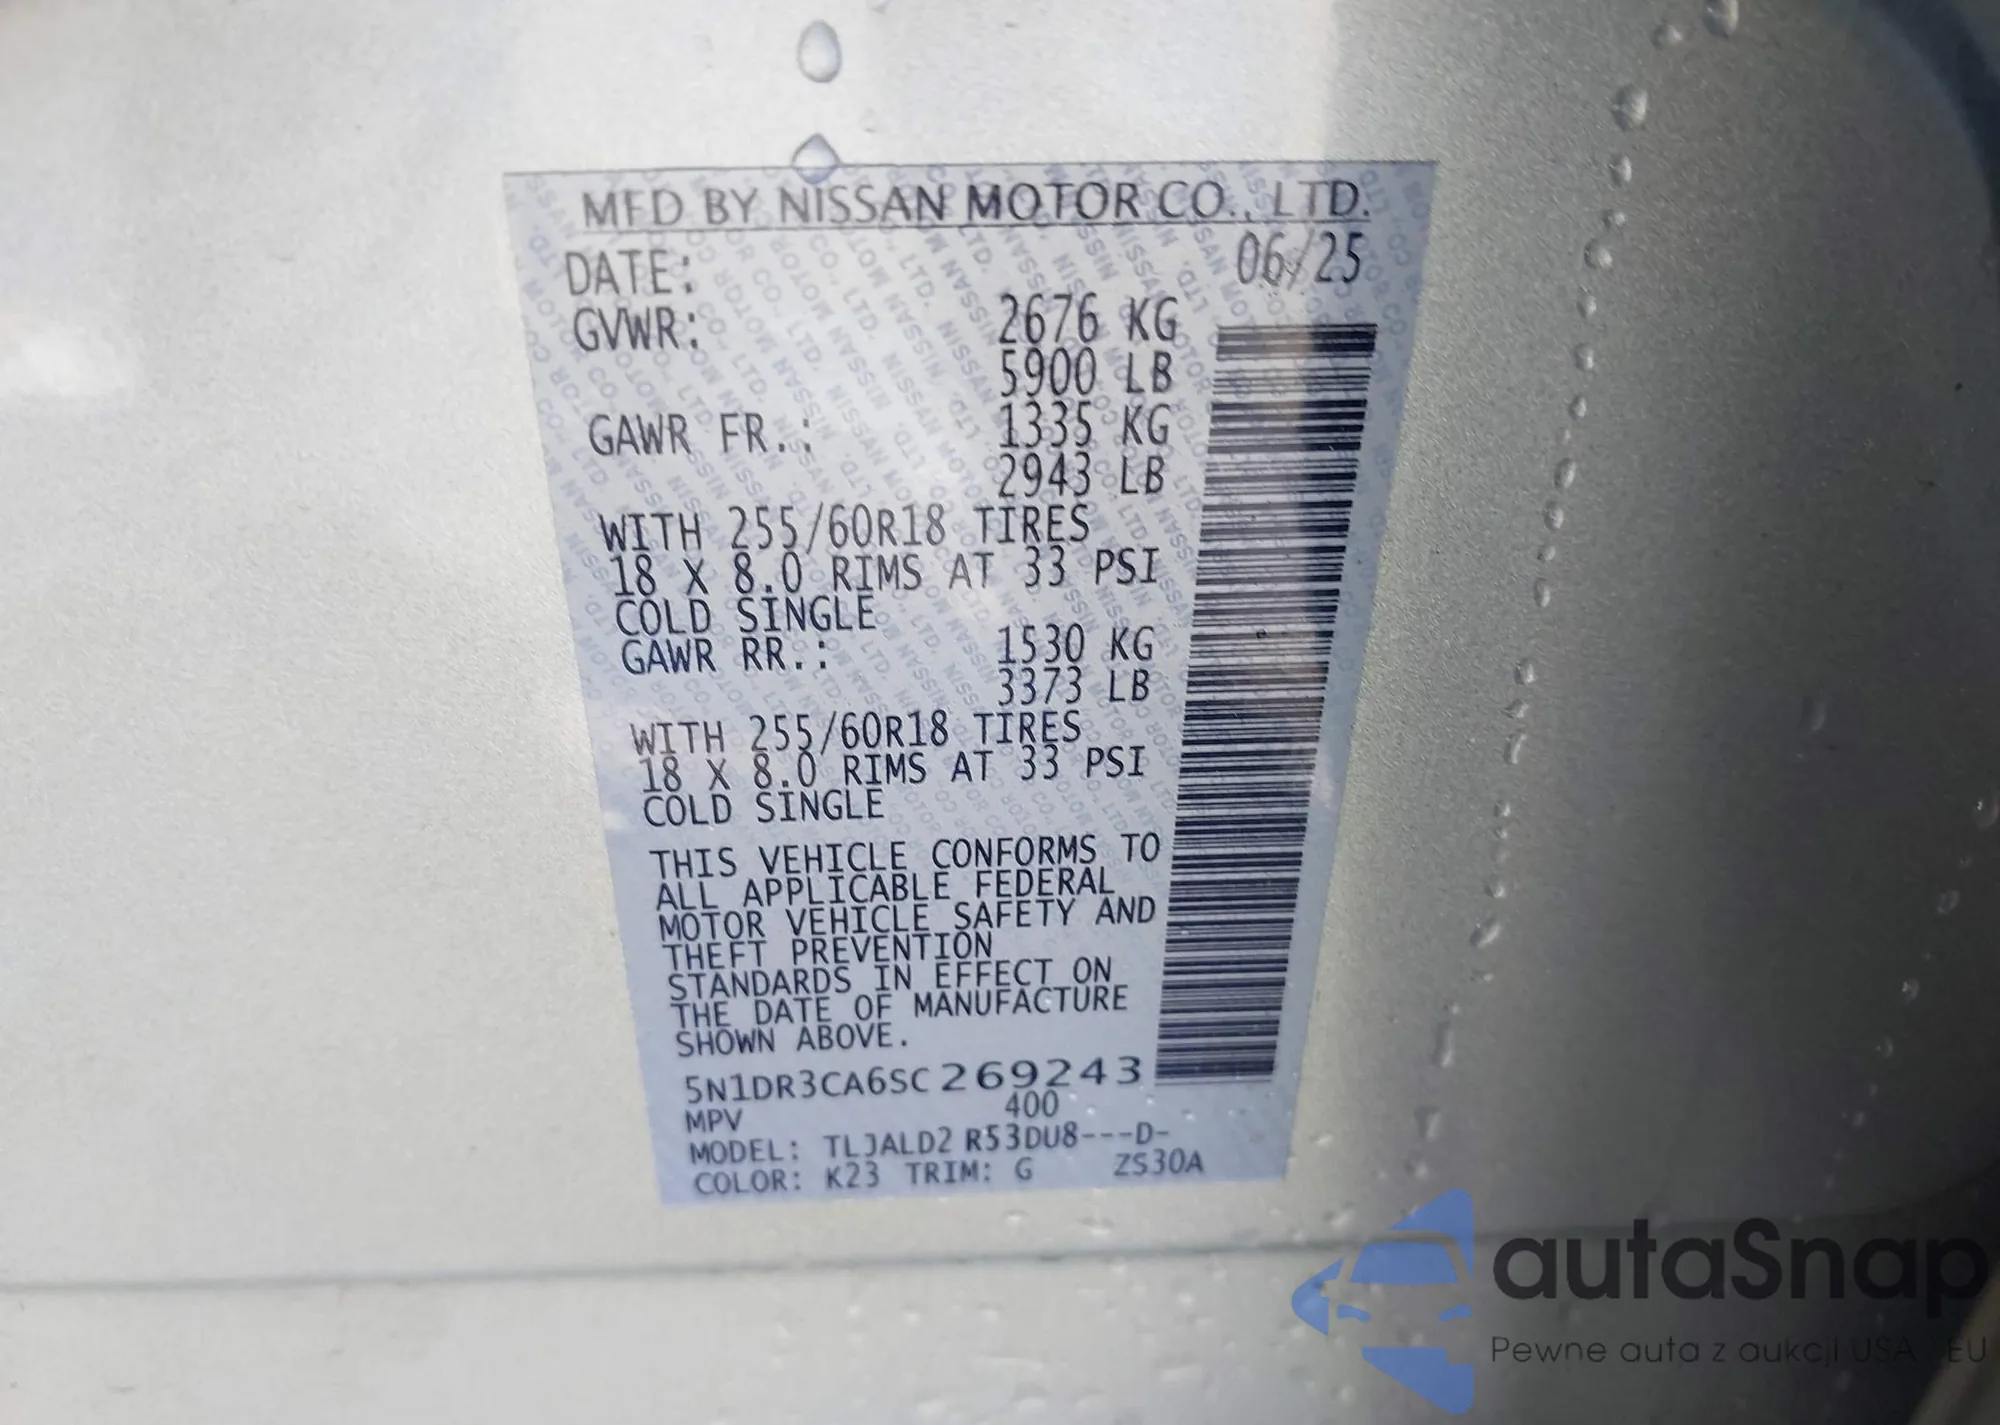 MFD BY NISSAN MOTOR CO., LTD.
DATE: 06/25
GVWR: 2676 KG
5900 LB
GAWR FR.: 1335 KG
2943 LB
WITH 255/60R18 TIRES
18 X 8.0 RIMS AT 33 PSI
COLD SINGLE
GAWR RR.: 1530 KG
3373 LB
WITH 255/60R18 TIRES
18 X 8.0 RIMS AT 33 PSI
COLD SINGLE
THIS VEHICLE CONFORMS TO
ALL APPLICABLE FEDERAL
MOTOR VEHICLE SAFETY AND
THEFT PREVENTION
STANDARDS IN EFFECT ON
THE DATE OF MANUFACTURE
SHOWN ABOVE.
5N1DR3CA6SC269243
MPV 400
MODEL: TLJALD2 R53DU8---D-
COLOR: K23 TRIM: G ZS30A
autaSnap
Pewne auta z aukcji USA / EU